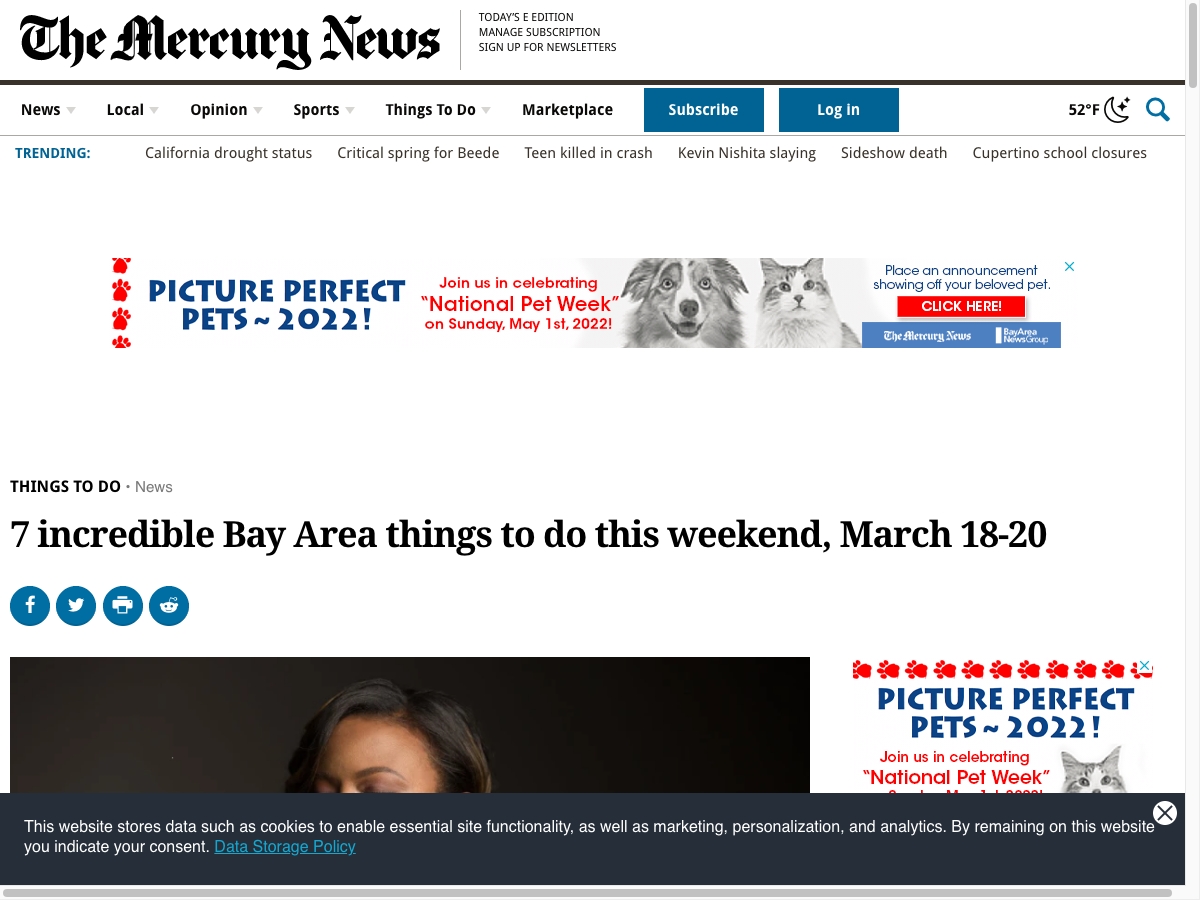 The Mercury News
TODAY'S E EDITION
MANAGE SUBSCRIPTION
SIGN UP FOR NEWSLETTERS
News Local Opinion Sports Things To Do Marketplace Subscribe Log in 52°F
TRENDING: California drought status Critical spring for Beede Teen killed in crash Kevin Nishita slaying Sideshow death Cupertino school closures
PICTURE PERFECT
PETS ~ 2022!
Join us in celebrating
“National Pet Week”
on Sunday, May 1st, 2022!
Place an announcement
showing off your beloved pet.
CLICK HERE!
The Mercury News BayArea
NewsGroup
THINGS TO DO • News
7 incredible Bay Area things to do this weekend, March 18-20
PICTURE PERFECT
PETS ~ 2022!
Join us in celebrating
“National Pet Week”
on Sunday, May 1st, 2022!
This website stores data such as cookies to enable essential site functionality, as well as marketing, personalization, and analytics. By remaining on this website
you indicate your consent. Data Storage Policy